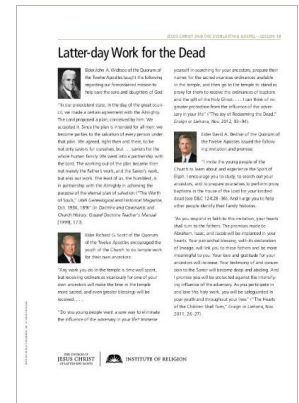 JESUS CHRIST AND THE EVERLASTING GOSPEL—LESSON
Latter-day Work for the Dead
Elder John A. Widtsoe of the Quorum of
the Twelve Apostles taught the following
regarding our foreordained mission to
help save the sons and daughters of God:
"In our preexistent state, in the day of the great coun-
cil, we made a certain agreement with the Almighty.
The Lord proposed a plan, conceived by him. We
accepted it. Since the plan is intended for all men, we
become parties to the salvation of every person under
that plan. We agreed, right then and there, to be
not only saviors for ourselves, but . . . saviors for the
whole human family. We went into a partnership with
the Lord. The working out of the plan became then
not merely the Father's work, and the Savior's work,
but also our work. The least of us, the humblest, is
in partnership with the Almighty in achieving the
purpose of the eternal plan of salvation" ("The Worth
of Souls," Utah Genealogical and Historical Magazine,
Oct. 1934, 189" in Doctrine and Covenants and
Church History: Gospel Doctrine Teacher's Manual
[1999], 173).
Elder Richard G. Scott of the Quorum of
the Twelve Apostles encouraged the
youth of the Church to do temple work
for their own ancestors:
"Any work you do in the temple is time well spent,
but receiving ordinances vicariously for one of your
own ancestors will make the time in the temple
more sacred, and even greater blessings will be
received. . . .
"Do you young people want a sure way to eliminate
the influence of the adversary in your life? Immerse
yourself in searching for your ancestors, prepare their
names for the sacred vicarious ordinances available
in the temple, and then go to the temple to stand as
proxy for them to receive the ordinances of baptism
and the gift of the Holy Ghost. . . . I can think of no
greater protection from the influence of the adver-
sary in your life" ("The Joy of Redeeming the Dead,"
Ensign or Liahona, Nov. 2012, 93–94).
Elder David A. Bednar of the Quorum of
the Twelve Apostles issued the follow-
ing invitation and promises:
"I invite the young people of the
Church to learn about and experience the Spirit of
Elijah. I encourage you to study, to search out your
ancestors, and to prepare yourselves to perform proxy
baptisms in the house of the Lord for your kindred
dead (see D&C 124:28–36). And I urge you to help
other people identify their family histories.
"As you respond in faith to this invitation, your hearts
shall turn to the fathers. The promises made to
Abraham, Isaac, and Jacob will be implanted in your
hearts. Your patriarchal blessing, with its declaration
of lineage, will link you to these fathers and be more
meaningful to you. Your love and gratitude for your
ancestors will increase. Your testimony of and conver-
sion to the Savior will become deep and abiding. And
I promise you will be protected against the intensify-
ing influence of the adversary. As you participate in
and love this holy work, you will be safeguarded in
your youth and throughout your lives" ("The Hearts
of the Children Shall Turn," Ensign or Liahona, Nov.
2011, 26–27).
THE CHURCH OF
JESUS CHRIST
OF LATTER-DAY SAINTS
INSTITUTE OF RELIGION